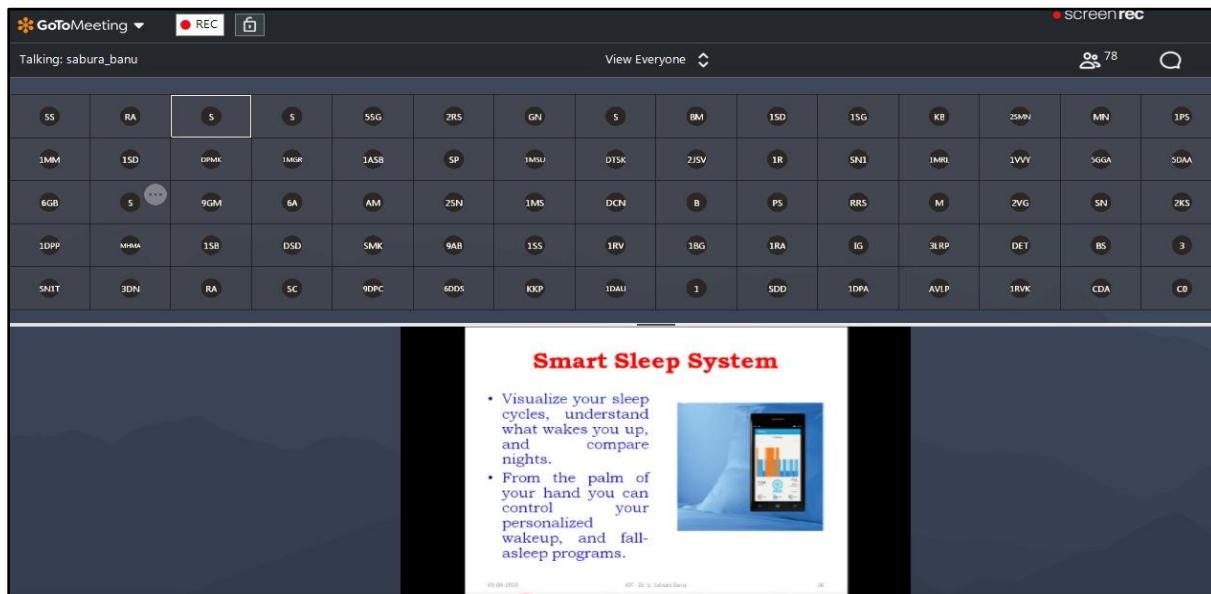 GoToMeeting
REC
screenrec
Talking: sabura_banu
View Everyone
78
SS RA S S 5SG 2RS GN S BM 1SD 1SG KB 2SMN MN 1PS
1MM 1SD DPMK 1MGR 1ASB SP 1MSU DTSK 2JSV 1R SN1 1MRL 1VVY 5GGA 5DAA
6GB S 9GM 6A AM 2SN 1MS DCN B PS RRS M 2VG SN 2KS
1DPP MHMA 1SB DSD SMK 9AB 1SS 1RV 1BG 1RA IG 3LRP DET BS 3
SN1T 3DN RA SC 9DPC 6DDS KKP 1DAU 1 SDD 1DPA AVLP 1RVK CDA C0
Smart Sleep System
• Visualize your sleep
cycles, understand
what wakes you up,
and compare
nights.
• From the palm of
your hand you can
control your
personalized
wakeup, and fall-
asleep programs.